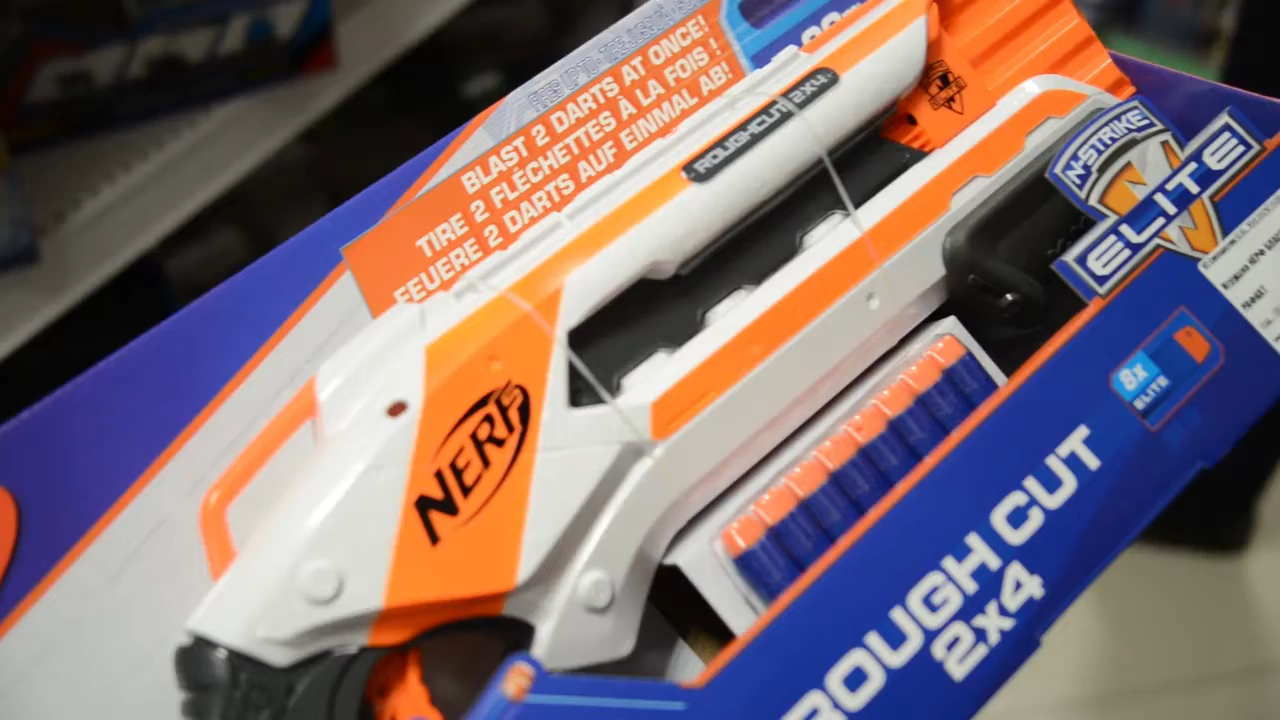 BLAST 2 DARTS AT ONCE!
TIRE 2 FLÉCHETTES À LA FOIS !
FEUERE 2 DARTS AUF EINMAL AB!
ROUGHCUT 2X4
N-STRIKE
ELITE
NERF
8x
ELITE
ROUGH CUT
2x4